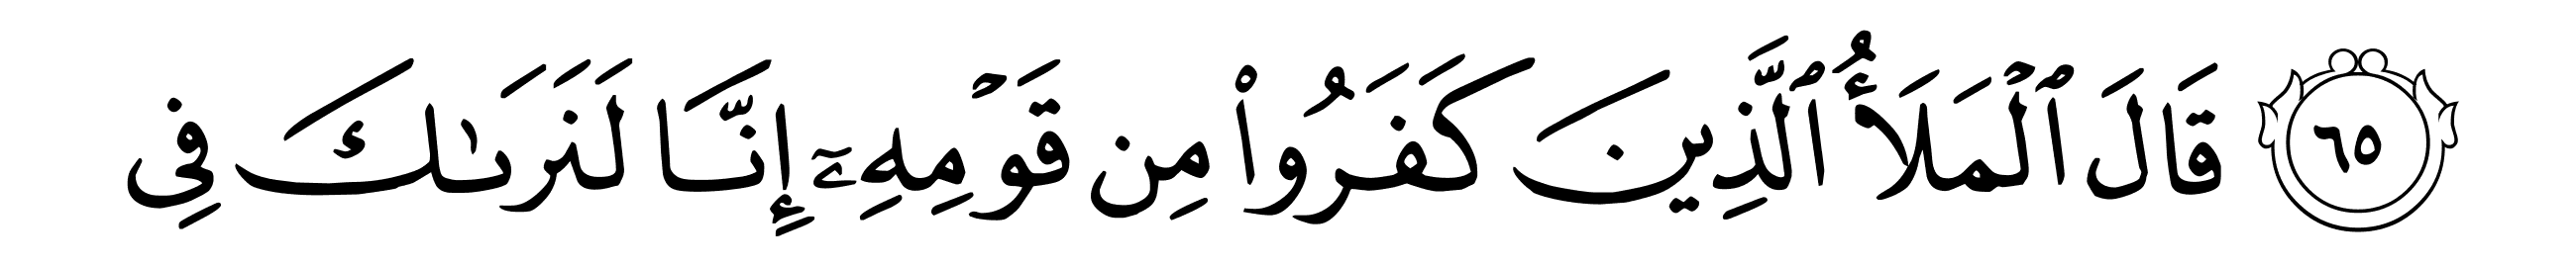 ٦٥ قَالَ ٱلْمَلَأُ ٱلَّذِينَ كَفَرُوا۟ مِن قَوْمِهِۦٓ إِنَّا لَنَرَىٰكَ فِى